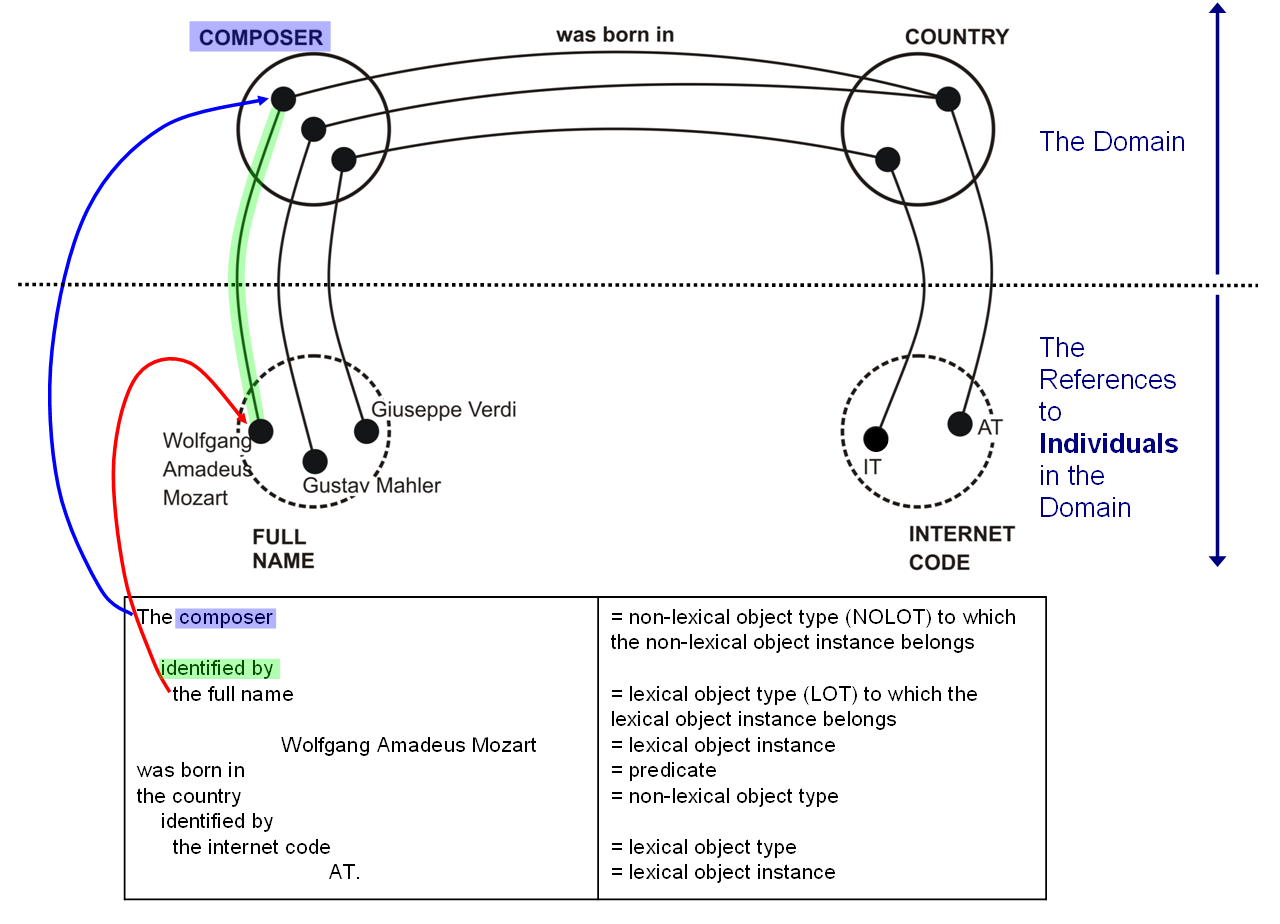 COMPOSER
was born in
COUNTRY
The Domain
The
References
to
Individuals
in the
Domain
Giuseppe Verdi
Wolfgang
Amadeus
Mozart
Gustav Mahler
AT
IT
FULL
NAME
INTERNET
CODE
The composer
= non-lexical object type (NOLOT) to which
the non-lexical object instance belongs
identified by
the full name
= lexical object type (LOT) to which the
lexical object instance belongs
Wolfgang Amadeus Mozart
= lexical object instance
was born in
= predicate
the country
= non-lexical object type
identified by
the internet code
= lexical object type
AT.
= lexical object instance